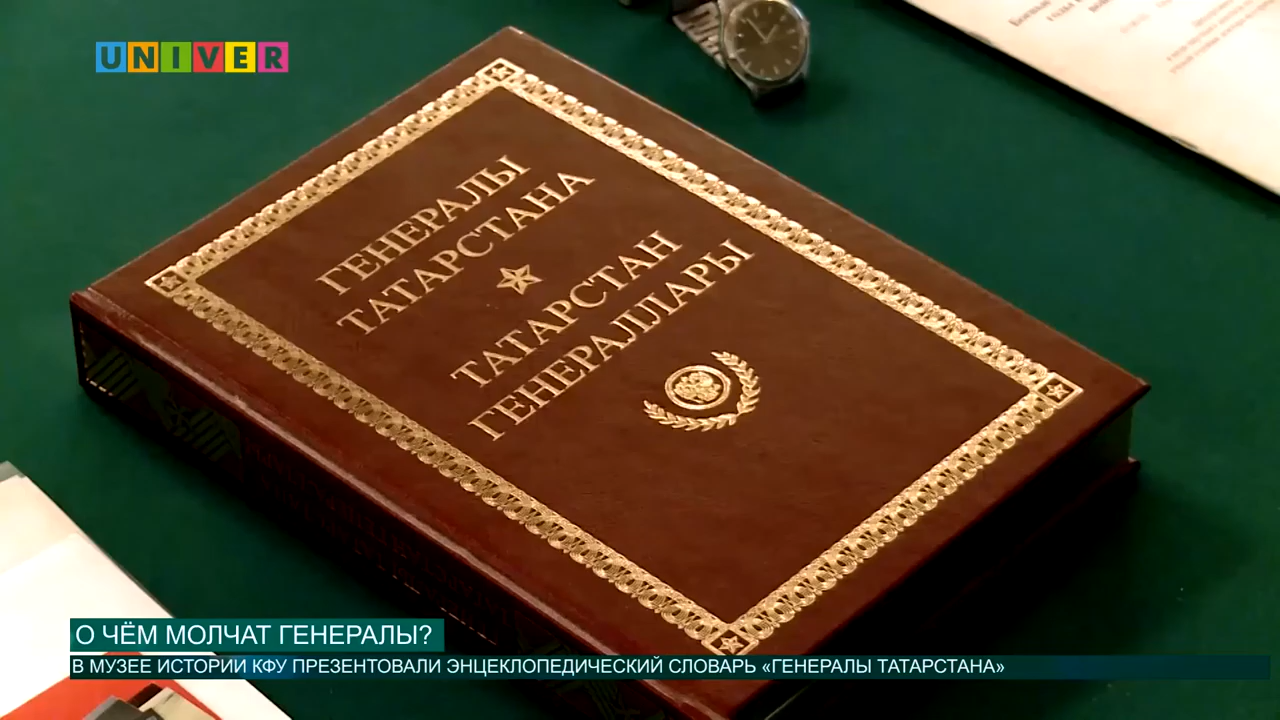 UNIVER
ГЕНЕРАЛЫ
ТАТАРСТАНА
ТАТАРСТАН
ГЕНЕРАЛЛАРЫ
О ЧЁМ МОЛЧАТ ГЕНЕРАЛЫ?
В МУЗЕЕ ИСТОРИИ КФУ ПРЕЗЕНТОВАЛИ ЭНЦЕКЛОПЕДИЧЕСКИЙ СЛОВАРЬ «ГЕНЕРАЛЫ ТАТАРСТАНА»